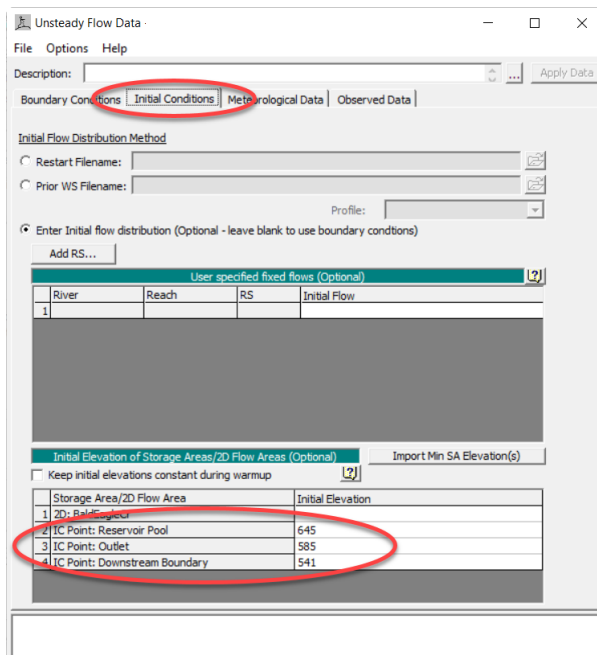 Unsteady Flow Data -
File Options Help
Description: ... Apply Data
Boundary Conditions Initial Conditions Meteorological Data Observed Data
Initial Flow Distribution Method
Restart Filename:
Prior WS Filename:
Profile:
Enter Initial flow distribution (Optional - leave blank to use boundary condtions)
Add RS...
User specified fixed flows (Optional)
River Reach RS Initial Flow
1
Initial Elevation of Storage Areas/2D Flow Areas (Optional) Import Min SA Elevation(s)
Keep initial elevations constant during warmup
Storage Area/2D Flow Area Initial Elevation
1 2D: BaldEagleCr
2 IC Point: Reservoir Pool 645
3 IC Point: Outlet 585
4 IC Point: Downstream Boundary 541